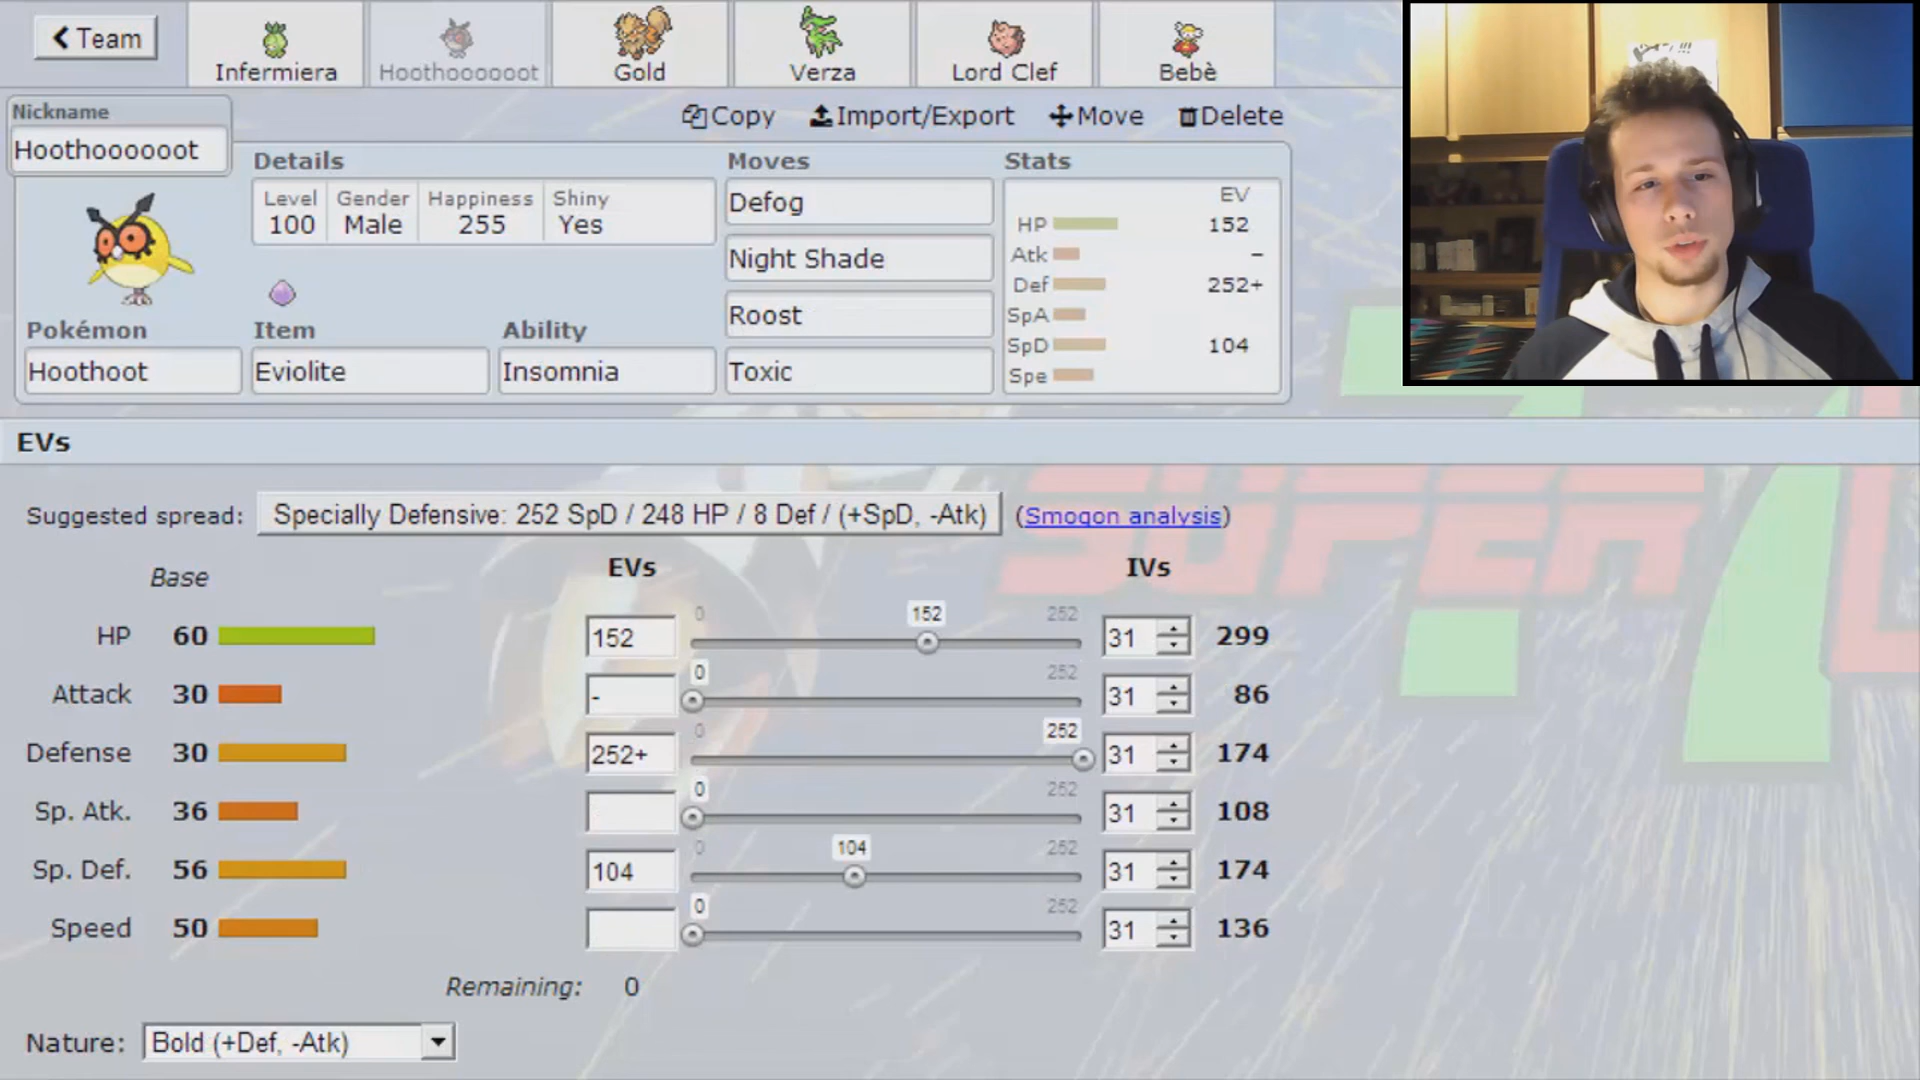 Team
Infermiera
Hoothoooooot
Gold
Verza
Lord Clef
Bebè
Nickname
Hoothoooooot
Copy
Import/Export
Move
Delete
Details
Level Gender Happiness Shiny
100 Male 255 Yes
Pokémon
Hoothoot
Item
Eviolite
Ability
Insomnia
Moves
Defog
Night Shade
Roost
Toxic
Stats
EV
HP 152
Atk –
Def 252+
SpA
SpD 104
Spe
EVs
Suggested spread: Specially Defensive: 252 SpD / 248 HP / 8 Def / (+SpD, -Atk) (Smogon analysis)
Base EVs IVs
HP 60 152 0 152 252 31 299
Attack 30 - 0 252 31 86
Defense 30 252+ 0 252 31 174
Sp. Atk. 36 0 252 31 108
Sp. Def. 56 104 0 104 252 31 174
Speed 50 0 252 31 136
Remaining: 0
Nature: Bold (+Def, -Atk)
SUPER